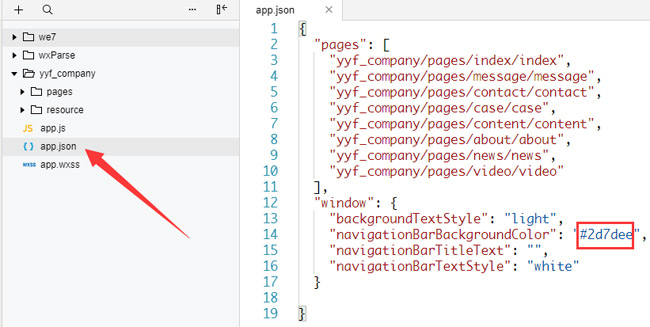 we7
wxParse
yyf_company
pages
resource
JS app.js
{ } app.json
wxss app.wxss
app.json
1 {
2 "pages": [
3 "yyf_company/pages/index/index",
4 "yyf_company/pages/message/message",
5 "yyf_company/pages/contact/contact",
6 "yyf_company/pages/case/case",
7 "yyf_company/pages/content/content",
8 "yyf_company/pages/about/about",
9 "yyf_company/pages/news/news",
10 "yyf_company/pages/video/video"
11 ],
12 "window": {
13 "backgroundTextStyle": "light",
14 "navigationBarBackgroundColor": "#2d7dee",
15 "navigationBarTitleText": "",
16 "navigationBarTextStyle": "white"
17 }
18
19 }